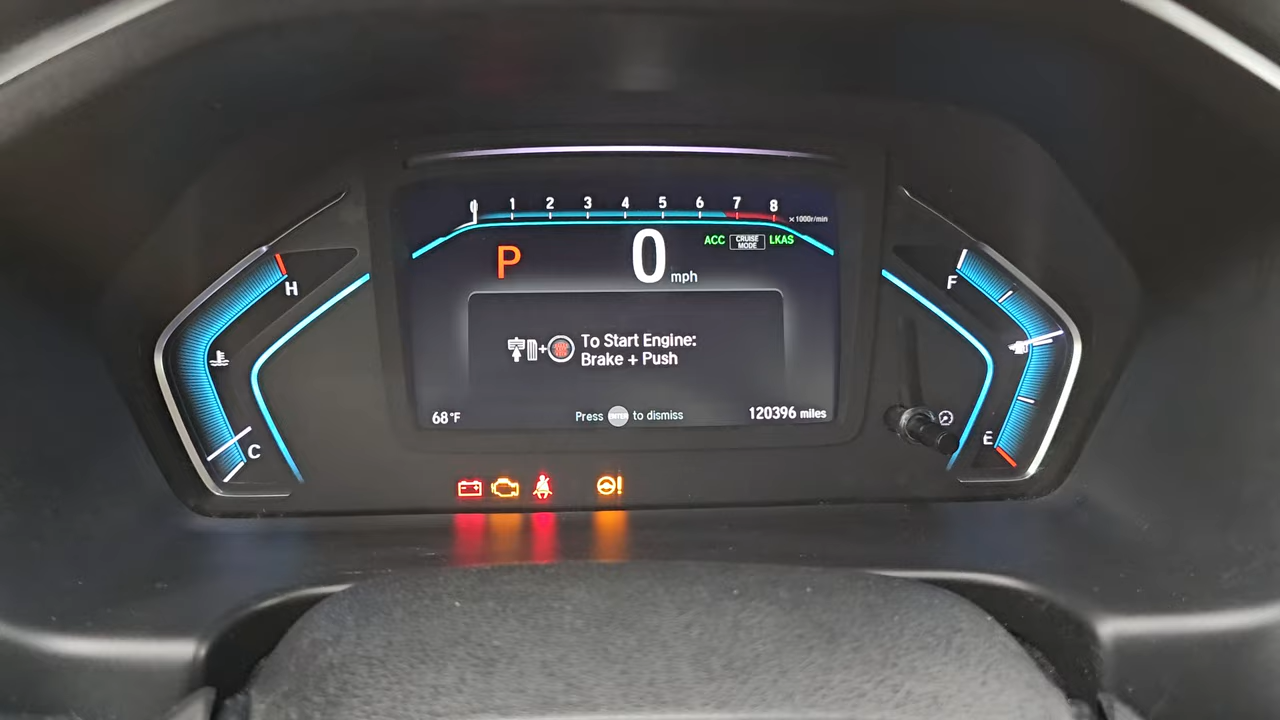 0 1 2 3 4 5 6 7 8
×1000r/min
P 0 mph
ACC CRUISE MODE LKAS
H
F
To Start Engine:
Brake + Push
C
E
68°F
Press ENTER to dismiss
120396 miles